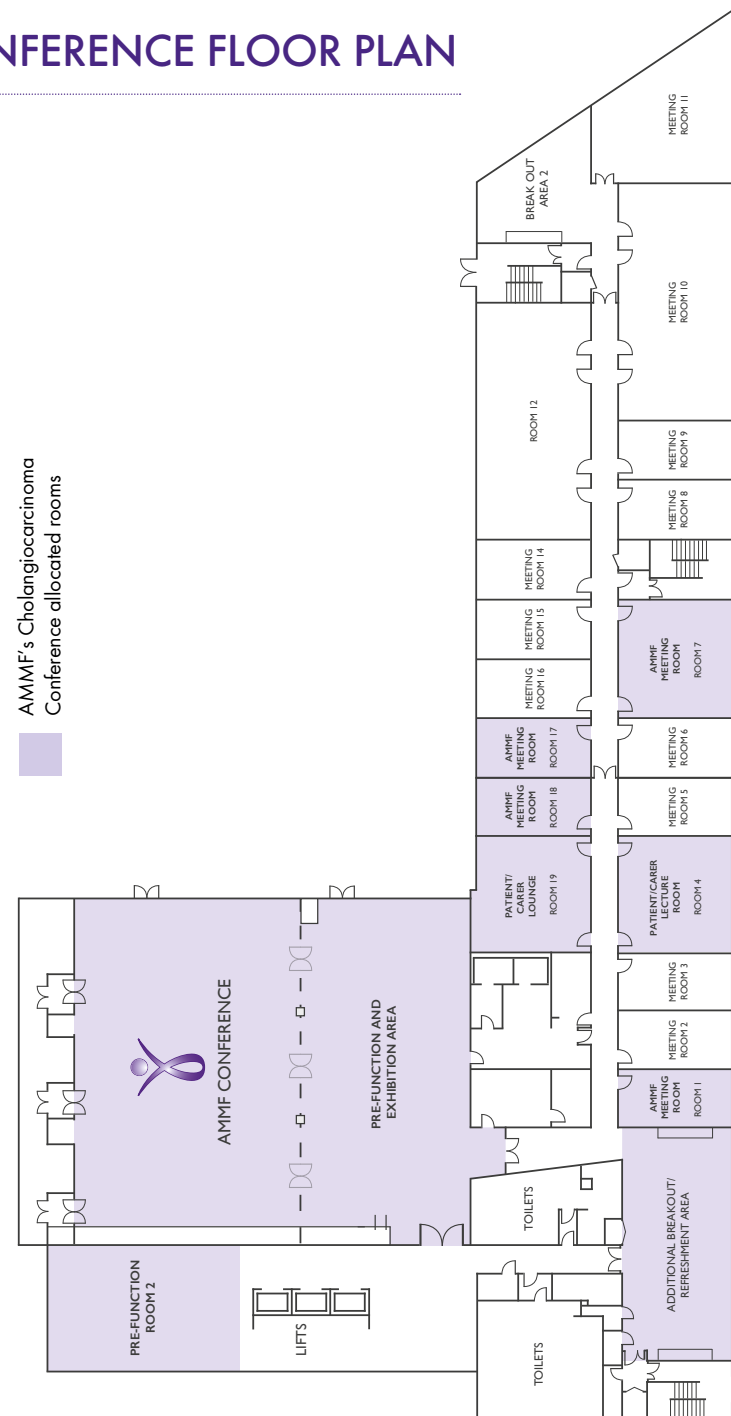 NFERENCE FLOOR PLAN
AMMF's Cholangiocarcinoma
Conference allocated rooms
MEETING
ROOM 11
BREAK OUT
AREA 2
MEETING
ROOM 10
ROOM 12
MEETING
ROOM 9
MEETING
ROOM 8
MEETING
ROOM 14
MEETING
ROOM 15
MEETING
ROOM 16
AMMF
MEETING
ROOM
ROOM 7
AMMF
MEETING
ROOM
ROOM 17
MEETING
ROOM 6
AMMF
MEETING
ROOM
ROOM 18
MEETING
ROOM 5
PATIENT/
CARER
LOUNGE
ROOM 19
PATIENT/CARER
LECTURE
ROOM
ROOM 4
MEETING
ROOM 3
MEETING
ROOM 2
AMMF
MEETING
ROOM
ROOM 1
AMMF CONFERENCE
PRE-FUNCTION AND
EXHIBITION AREA
TOILETS
ADDITIONAL BREAKOUT/
REFRESHMENT AREA
PRE-FUNCTION
ROOM 2
LIFTS
TOILETS